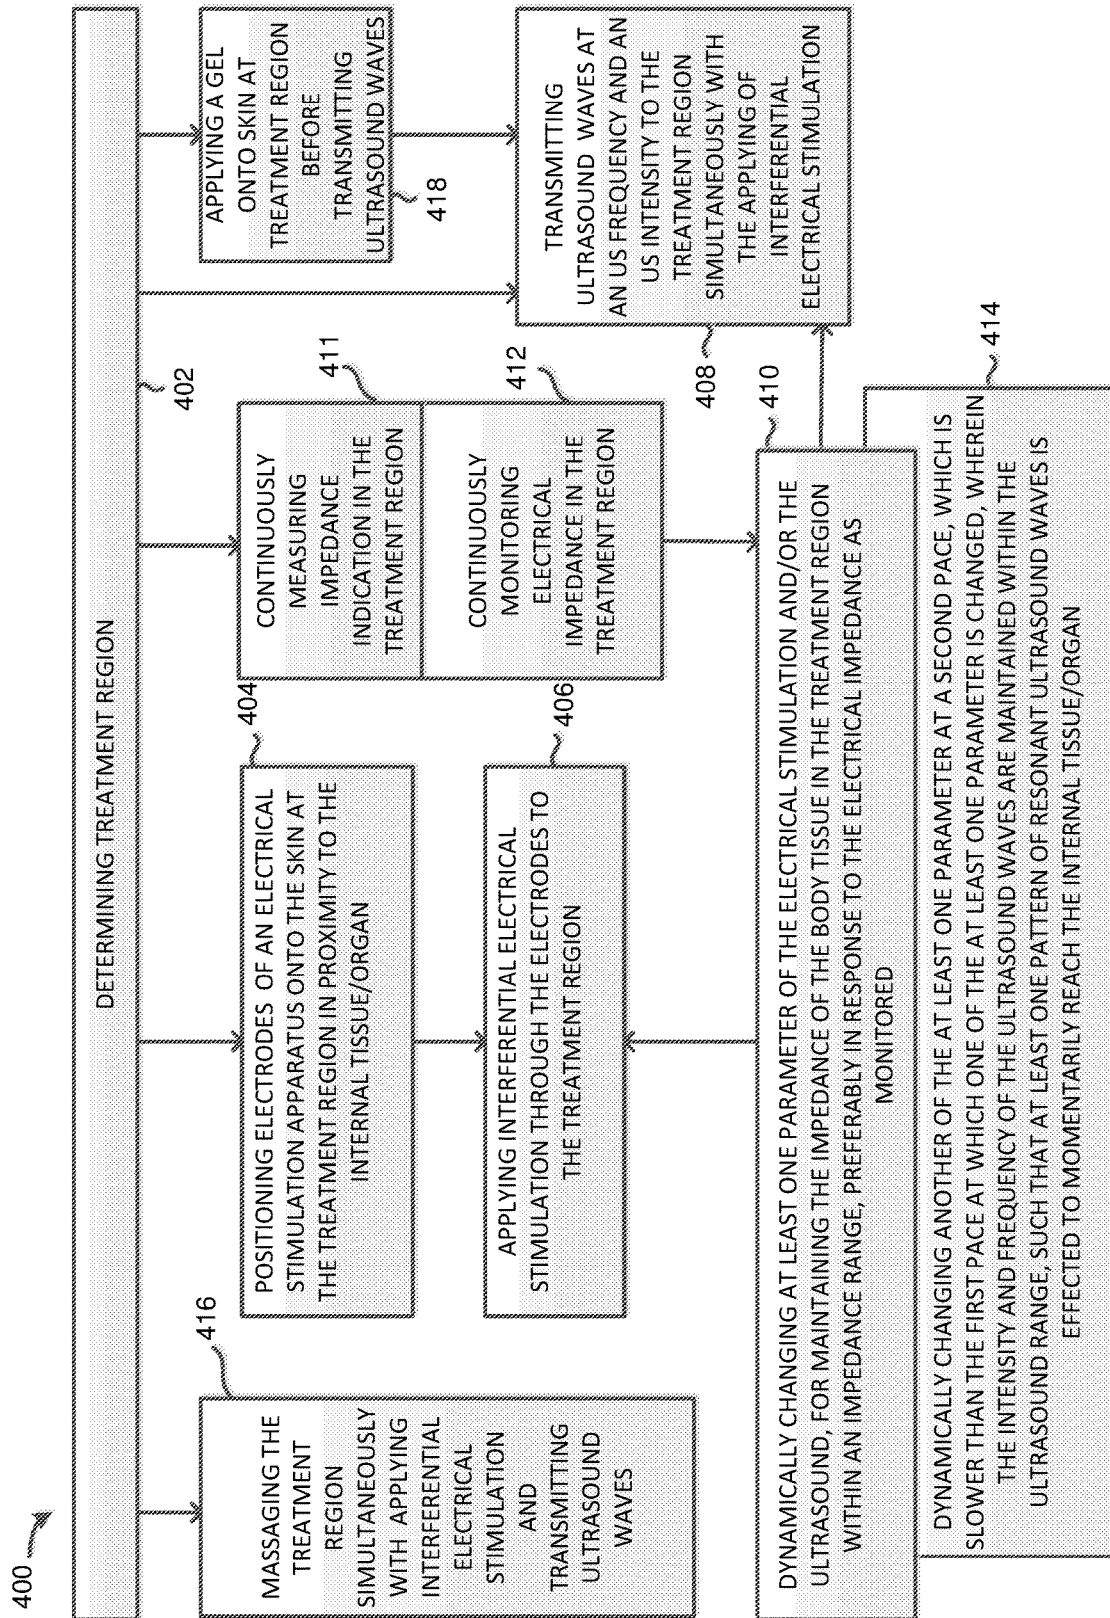 400
DETERMINING TREATMENT REGION
402
416
MASSAGING THE
TREATMENT
REGION
SIMULTANEOUSLY
WITH APPLYING
INTERFERENTIAL
ELECTRICAL
STIMULATION
AND
TRANSMITTING
ULTRASOUND
WAVES
404
POSITIONING ELECTRODES OF AN ELECTRICAL
STIMULATION APPARATUS ONTO THE SKIN AT
THE TREATMENT REGION IN PROXIMITY TO THE
INTERNAL TISSUE/ORGAN
406
APPLYING INTERFERENTIAL ELECTRICAL
STIMULATION THROUGH THE ELECTRODES TO
THE TREATMENT REGION
411
CONTINUOUSLY
MEASURING
IMPEDANCE
INDICATION IN THE
TREATMENT REGION
412
CONTINUOUSLY
MONITORING
ELECTRICAL
IMPEDANCE IN THE
TREATMENT REGION
APPLYING A GEL
ONTO SKIN AT
TREATMENT REGION
BEFORE
TRANSMITTING
ULTRASOUND WAVES
418
TRANSMITTING
ULTRASOUND WAVES AT
AN US FREQUENCY AND AN
US INTENSITY TO THE
TREATMENT REGION
SIMULTANEOUSLY WITH
THE APPLYING OF
INTERFERENTIAL
ELECTRICAL STIMULATION
408
410
DYNAMICALLY CHANGING AT LEAST ONE PARAMETER OF THE ELECTRICAL STIMULATION AND/OR THE
ULTRASOUND, FOR MAINTAINING THE IMPEDANCE OF THE BODY TISSUE IN THE TREATMENT REGION
WITHIN AN IMPEDANCE RANGE, PREFERABLY IN RESPONSE TO THE ELECTRICAL IMPEDANCE AS
MONITORED
414
DYNAMICALLY CHANGING ANOTHER OF THE AT LEAST ONE PARAMETER AT A SECOND PACE, WHICH IS
SLOWER THAN THE FIRST PACE AT WHICH ONE OF THE AT LEAST ONE PARAMETER IS CHANGED, WHEREIN
THE INTENSITY AND FREQUENCY OF THE ULTRASOUND WAVES ARE MAINTAINED WITHIN THE
ULTRASOUND RANGE, SUCH THAT AT LEAST ONE PATTERN OF RESONANT ULTRASOUND WAVES IS
EFFECTED TO MOMENTARILY REACH THE INTERNAL TISSUE/ORGAN